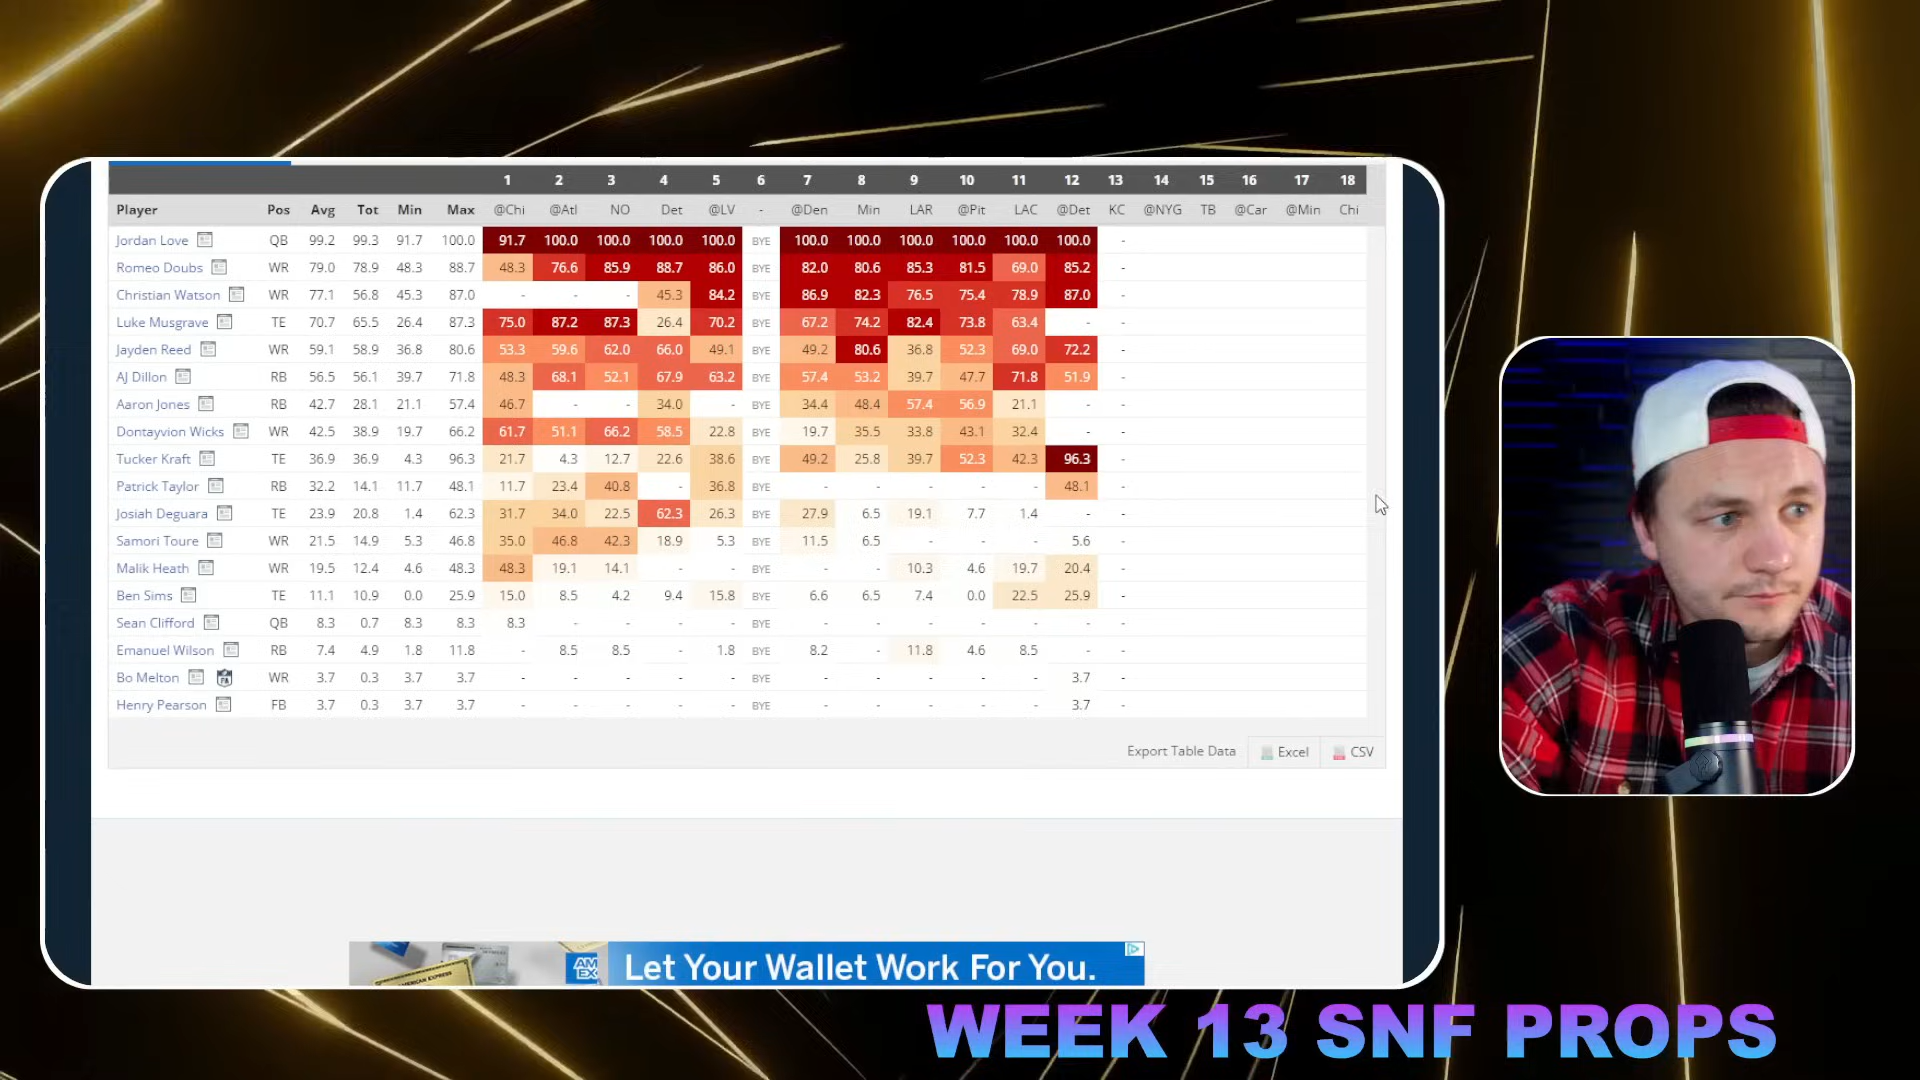 1 2 3 4 5 6 7 8 9 10 11 12 13 14 15 16 17 18
Player Pos Avg Tot Min Max @Chi @Atl NO Det @LV - @Den Min LAR @Pit LAC @Det KC @NYG TB @Car @Min Chi
Jordan Love QB 99.2 99.3 91.7 100.0 91.7 100.0 100.0 100.0 100.0 BYE 100.0 100.0 100.0 100.0 100.0 100.0 -
Romeo Doubs WR 79.0 78.9 48.3 88.7 48.3 76.6 85.9 88.7 86.0 BYE 82.0 80.6 85.3 81.5 69.0 85.2 -
Christian Watson WR 77.1 56.8 45.3 87.0 - - - 45.3 84.2 BYE 86.9 82.3 76.5 75.4 78.9 87.0 -
Luke Musgrave TE 70.7 65.5 26.4 87.3 75.0 87.2 87.3 26.4 70.2 BYE 67.2 74.2 82.4 73.8 63.4 - -
Jayden Reed WR 59.1 58.9 36.8 80.6 53.3 59.6 62.0 66.0 49.1 BYE 49.2 80.6 36.8 52.3 69.0 72.2 -
AJ Dillon RB 56.5 56.1 39.7 71.8 48.3 68.1 52.1 67.9 63.2 BYE 57.4 53.2 39.7 47.7 71.8 51.9 -
Aaron Jones RB 42.7 28.1 21.1 57.4 46.7 - - 34.0 - BYE 34.4 48.4 57.4 56.9 21.1 - -
Dontayvion Wicks WR 42.5 38.9 19.7 66.2 61.7 51.1 66.2 58.5 22.8 BYE 19.7 35.5 33.8 43.1 32.4 - -
Tucker Kraft TE 36.9 36.9 4.3 96.3 21.7 4.3 12.7 22.6 38.6 BYE 49.2 25.8 39.7 52.3 42.3 96.3 -
Patrick Taylor RB 32.2 14.1 11.7 48.1 11.7 23.4 40.8 - 36.8 BYE - - - - - 48.1 -
Josiah Deguara TE 23.9 20.8 1.4 62.3 31.7 34.0 22.5 62.3 26.3 BYE 27.9 6.5 19.1 7.7 1.4 - -
Samori Toure WR 21.5 14.9 5.3 46.8 35.0 46.8 42.3 18.9 5.3 BYE 11.5 6.5 - - - 5.6 -
Malik Heath WR 19.5 12.4 4.6 48.3 48.3 19.1 14.1 - - BYE - - 10.3 4.6 19.7 20.4 -
Ben Sims TE 11.1 10.9 0.0 25.9 15.0 8.5 4.2 9.4 15.8 BYE 6.6 6.5 7.4 0.0 22.5 25.9 -
Sean Clifford QB 8.3 0.7 8.3 8.3 8.3 - - - - BYE - - - - - - -
Emanuel Wilson RB 7.4 4.9 1.8 11.8 - 8.5 8.5 - 1.8 BYE 8.2 - 11.8 4.6 8.5 - -
Bo Melton WR 3.7 0.3 3.7 3.7 - - - - - BYE - - - - - 3.7 -
Henry Pearson FB 3.7 0.3 3.7 3.7 - - - - - BYE - - - - - 3.7 -
Export Table Data Excel CSV
AM EX Let Your Wallet Work For You.
WEEK 13 SNF PROPS